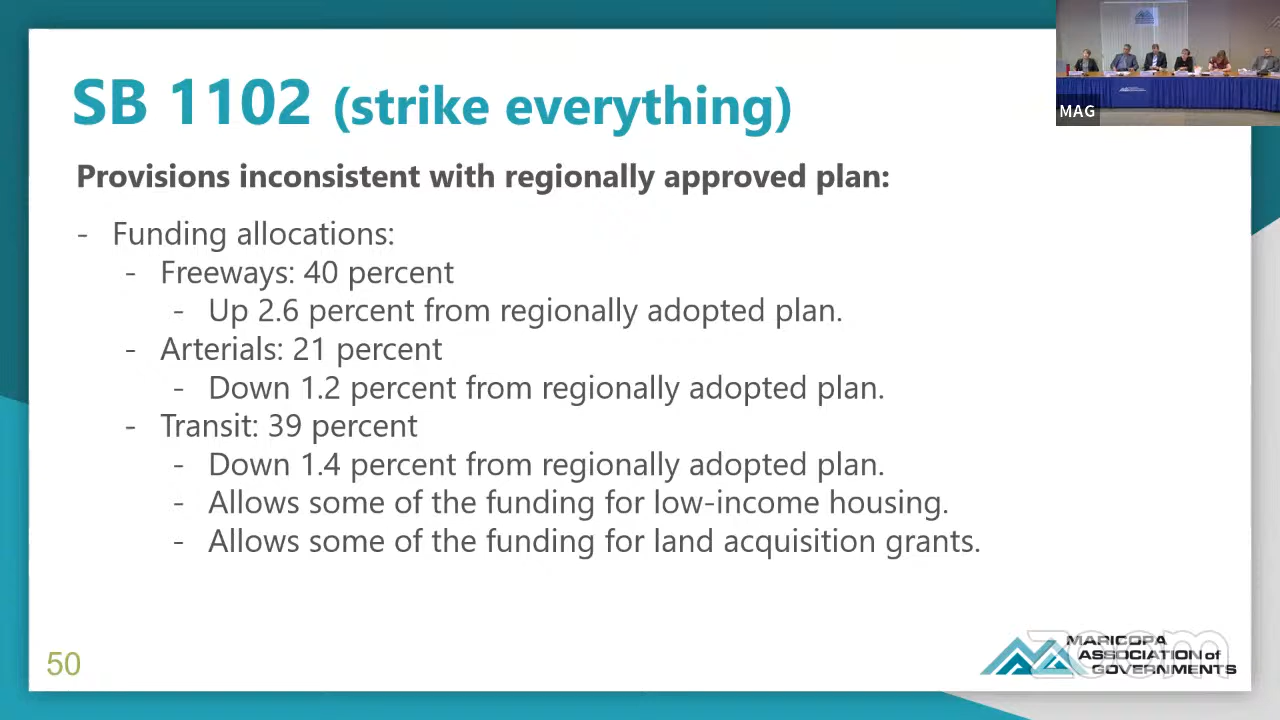 SB 1102 (strike everything)
MAG
Provisions inconsistent with regionally approved plan:
- Funding allocations:
- Freeways: 40 percent
- Up 2.6 percent from regionally adopted plan.
- Arterials: 21 percent
- Down 1.2 percent from regionally adopted plan.
- Transit: 39 percent
- Down 1.4 percent from regionally adopted plan.
- Allows some of the funding for low-income housing.
- Allows some of the funding for land acquisition grants.
50
MARICOPA
ASSOCIATION of
GOVERNMENTS
zoom